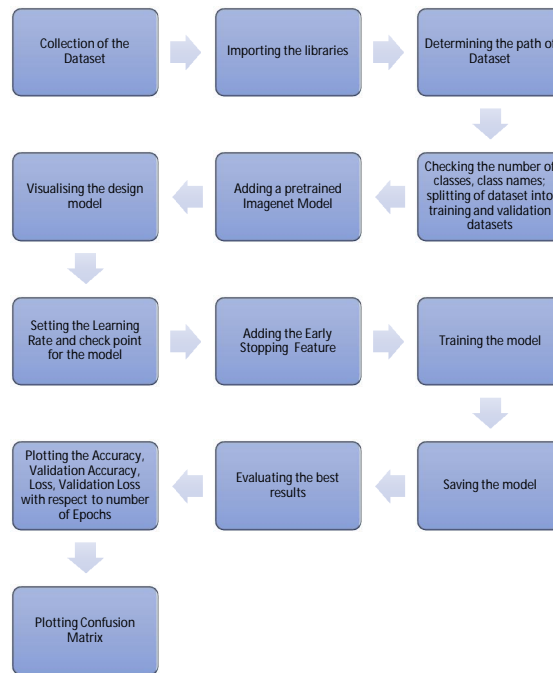 Collection of the
Dataset
Importing the libraries
Determining the path of
Dataset
Checking the number of
classes, class names;
splitting of dataset into
training and validation
datasets
Adding a pretrained
Imagenet Model
Visualising the design
model
Setting the Learning
Rate and check point
for the model
Adding the Early
Stopping Feature
Training the model
Saving the model
Evaluating the best
results
Plotting the Accuracy,
Validation Accuracy,
Loss, Validation Loss
with respect to number
of Epochs
Plotting Confusion
Matrix